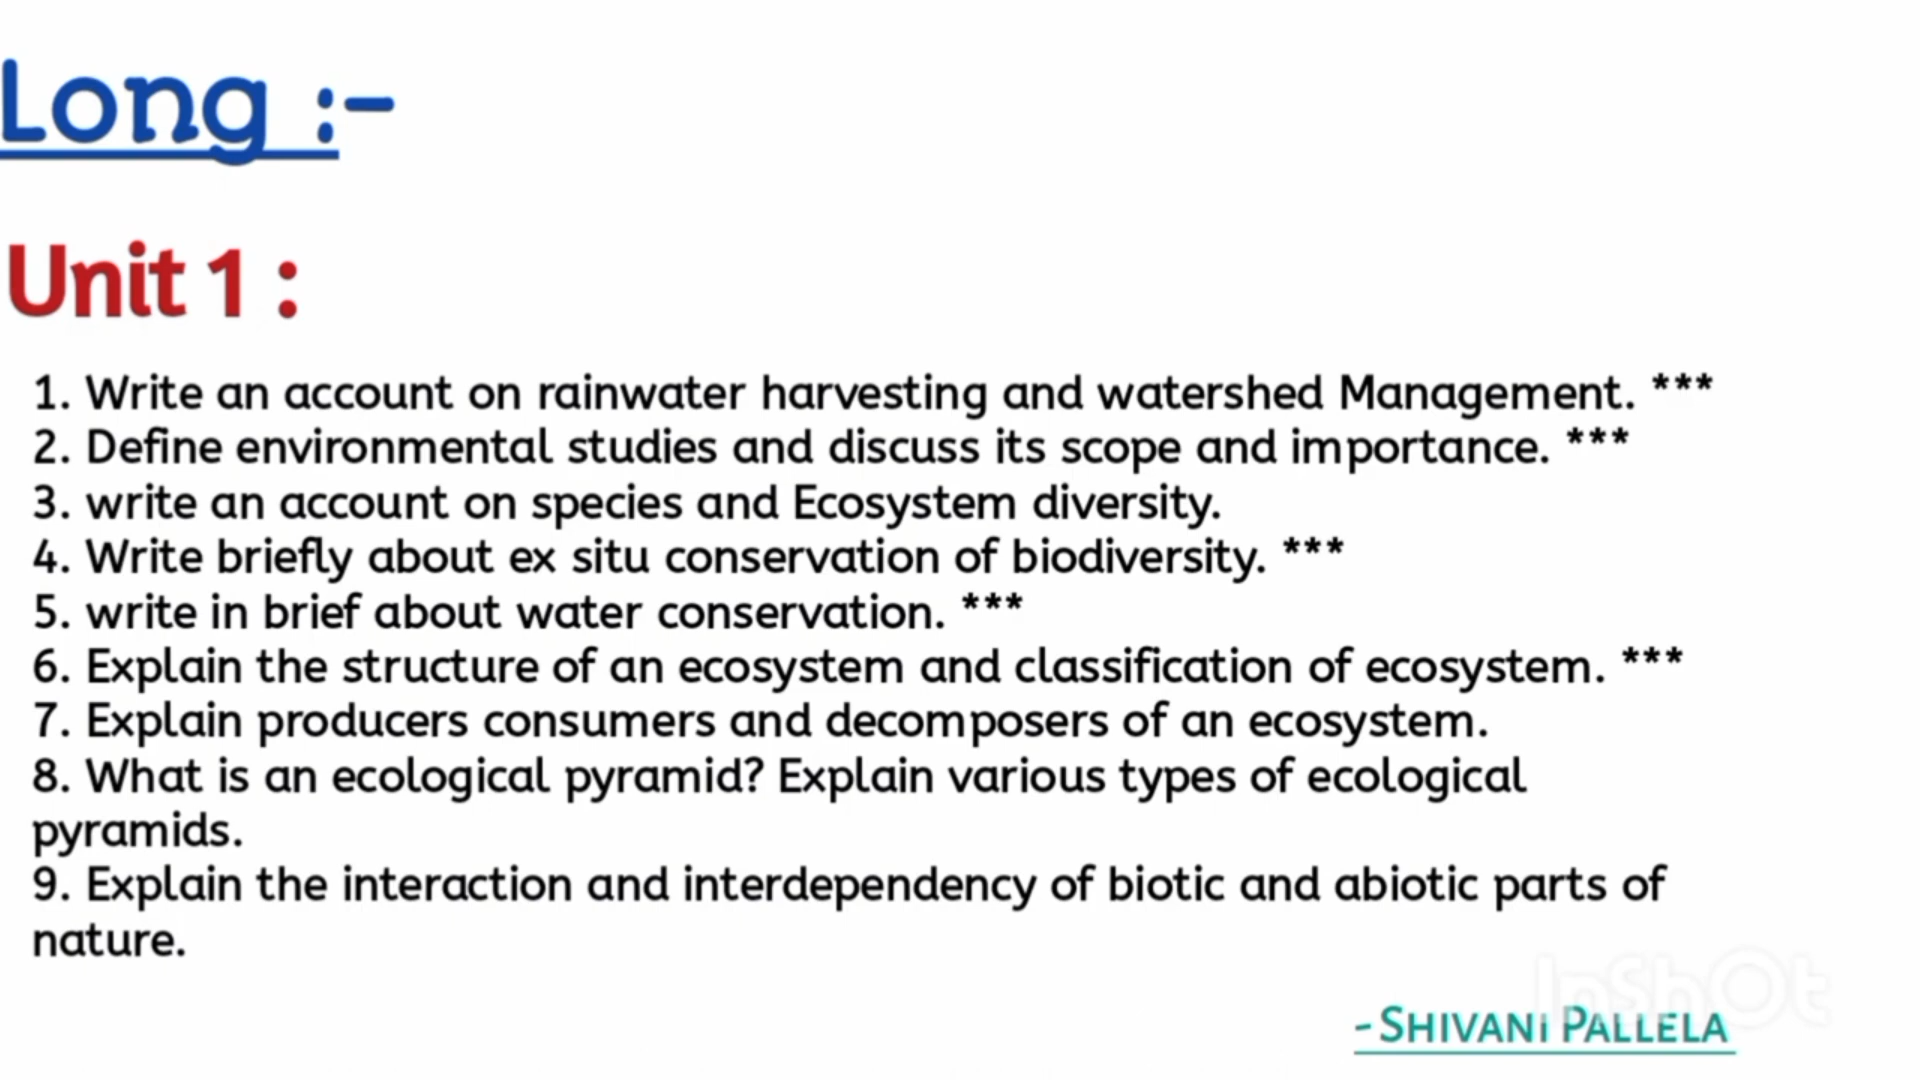 Long :-
Unit 1 :
1. Write an account on rainwater harvesting and watershed Management. ***
2. Define environmental studies and discuss its scope and importance. ***
3. write an account on species and Ecosystem diversity.
4. Write briefly about ex situ conservation of biodiversity. ***
5. write in brief about water conservation. ***
6. Explain the structure of an ecosystem and classification of ecosystem. ***
7. Explain producers consumers and decomposers of an ecosystem.
8. What is an ecological pyramid? Explain various types of ecological
pyramids.
9. Explain the interaction and interdependency of biotic and abiotic parts of
nature.
InShOt
- SHIVANI PALLELA